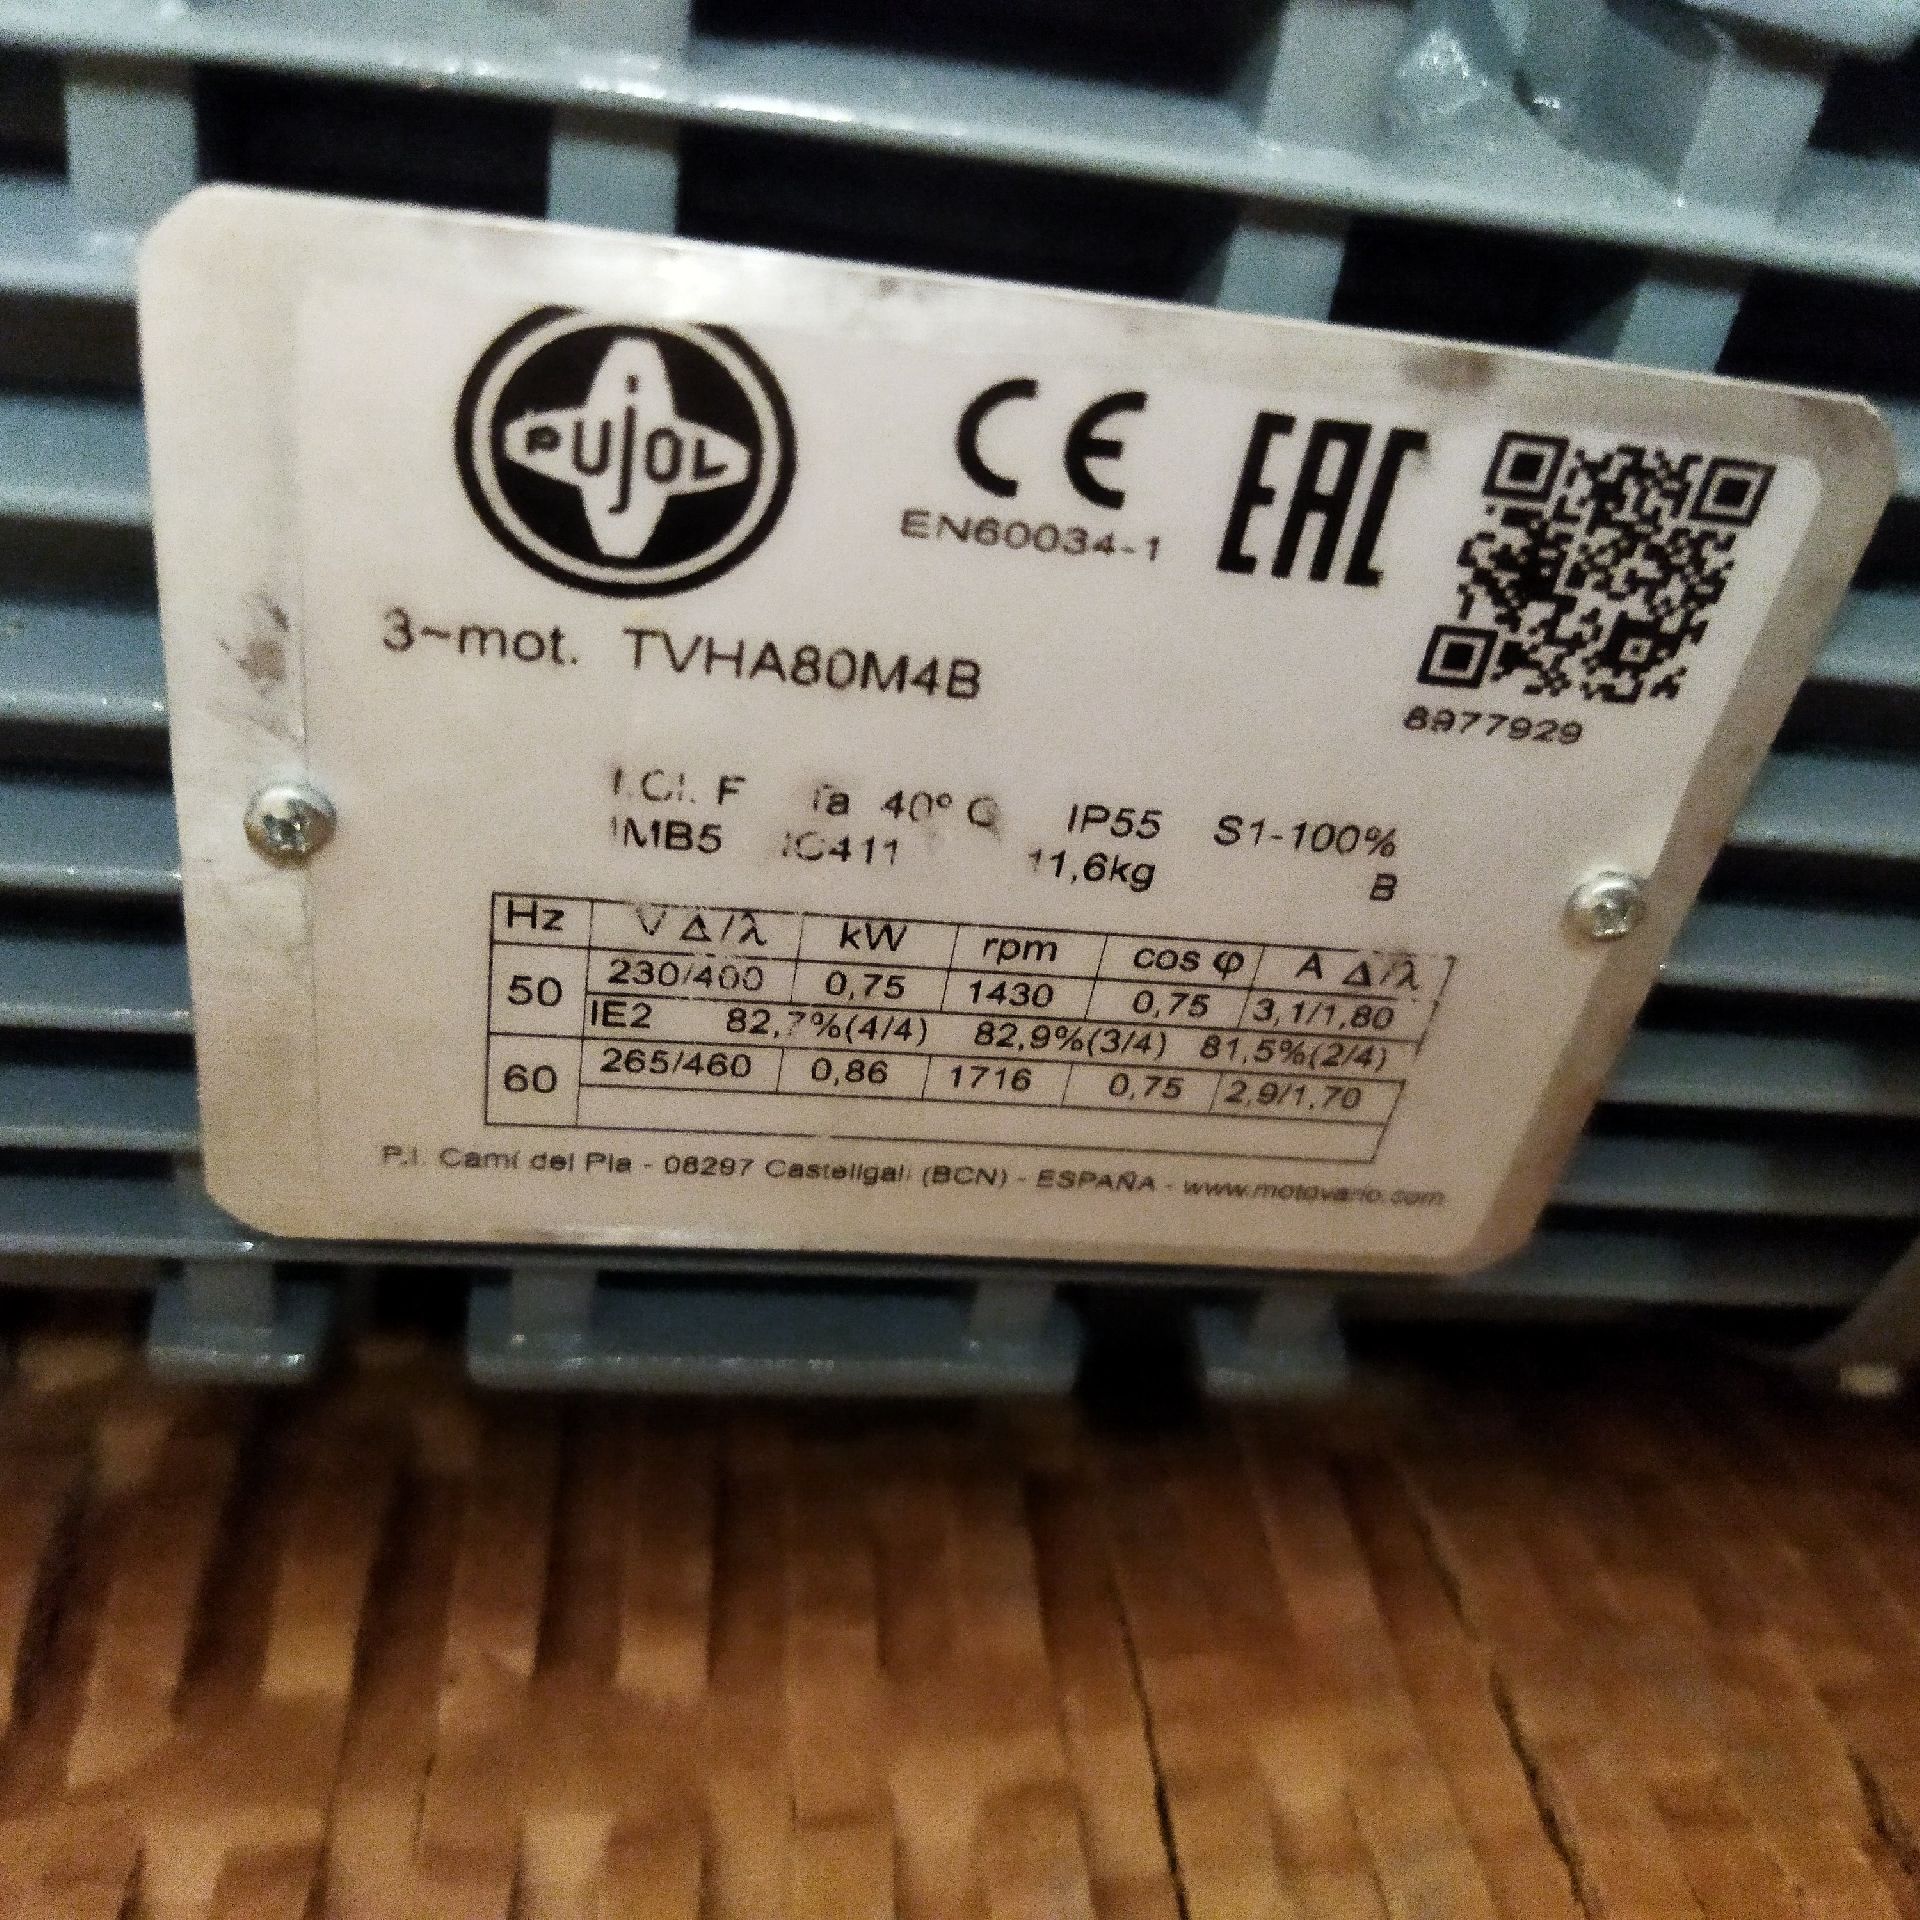 PUJOL
CE
EN60034-1
EAC
3~mot. TVHA80M4B
I.Cl. F Ta 40º C IP55 S1-100%
IMB5 IC411 11,6kg B
Hz V Δ/λ kW rpm cos φ A Δ/λ
50 230/400 0,75 1430 0,75 3,1/1,80
IE2 82,7%(4/4) 82,9%(3/4) 81,5%(2/4)
60 265/460 0,86 1716 0,75 2,9/1,70
P.I. Camí del Pla - 08297 Castellgalí (BCN) - ESPAÑA - www.motovario.com